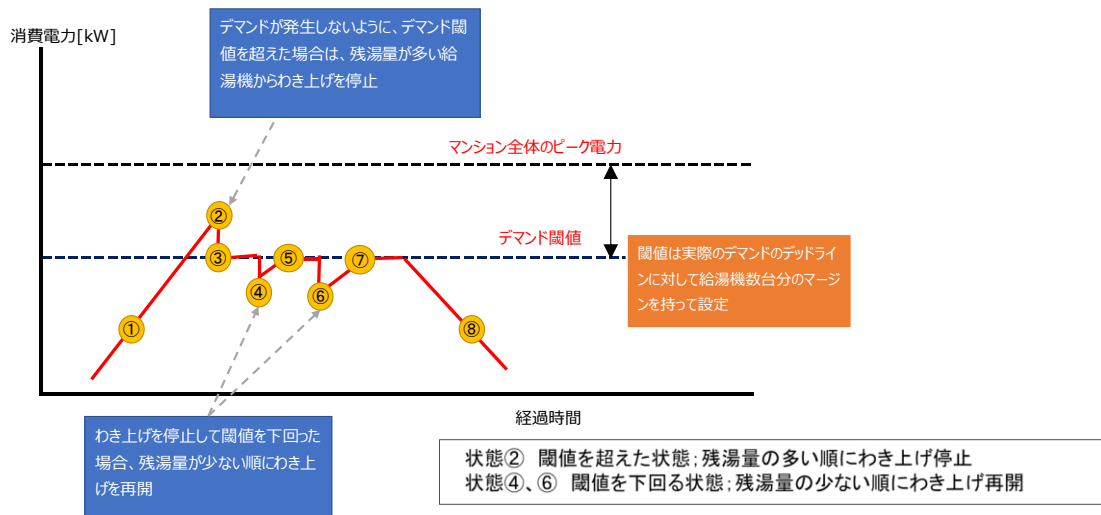 消費電力[kW]
デマンドが発生しないように、デマンド閾
値を超えた場合は、残湯量が多い給
湯機からわき上げを停止
マンション全体のピーク電力
②
デマンド閾値
③
⑤
⑦
閾値は実際のデマンドのデッドライ
ンに対して給湯機数台分のマージ
ンを持って設定
④
⑥
①
⑧
経過時間
わき上げを停止して閾値を下回った
場合、残湯量が少ない順にわき上
げを再開
状態② 閾値を超えた状態;残湯量の多い順にわき上げ停止
状態④、⑥ 閾値を下回る状態;残湯量の少ない順にわき上げ再開